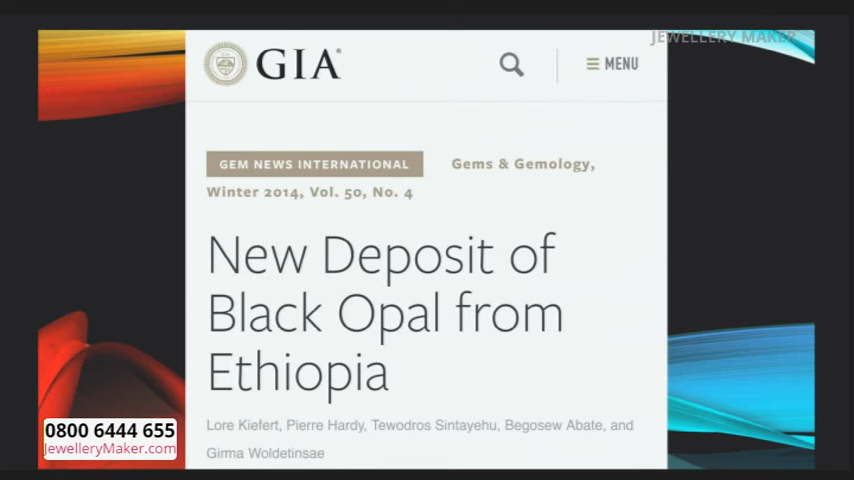 JEWELLERY MAKER
GIA®
MENU
GEM NEWS INTERNATIONAL Gems & Gemology,
Winter 2014, Vol. 50, No. 4
New Deposit of
Black Opal from
Ethiopia
Lore Kiefert, Pierre Hardy, Tewodros Sintayehu, Begosew Abate, and
Girma Woldetinsae
0800 6444 655
JewelleryMaker.com